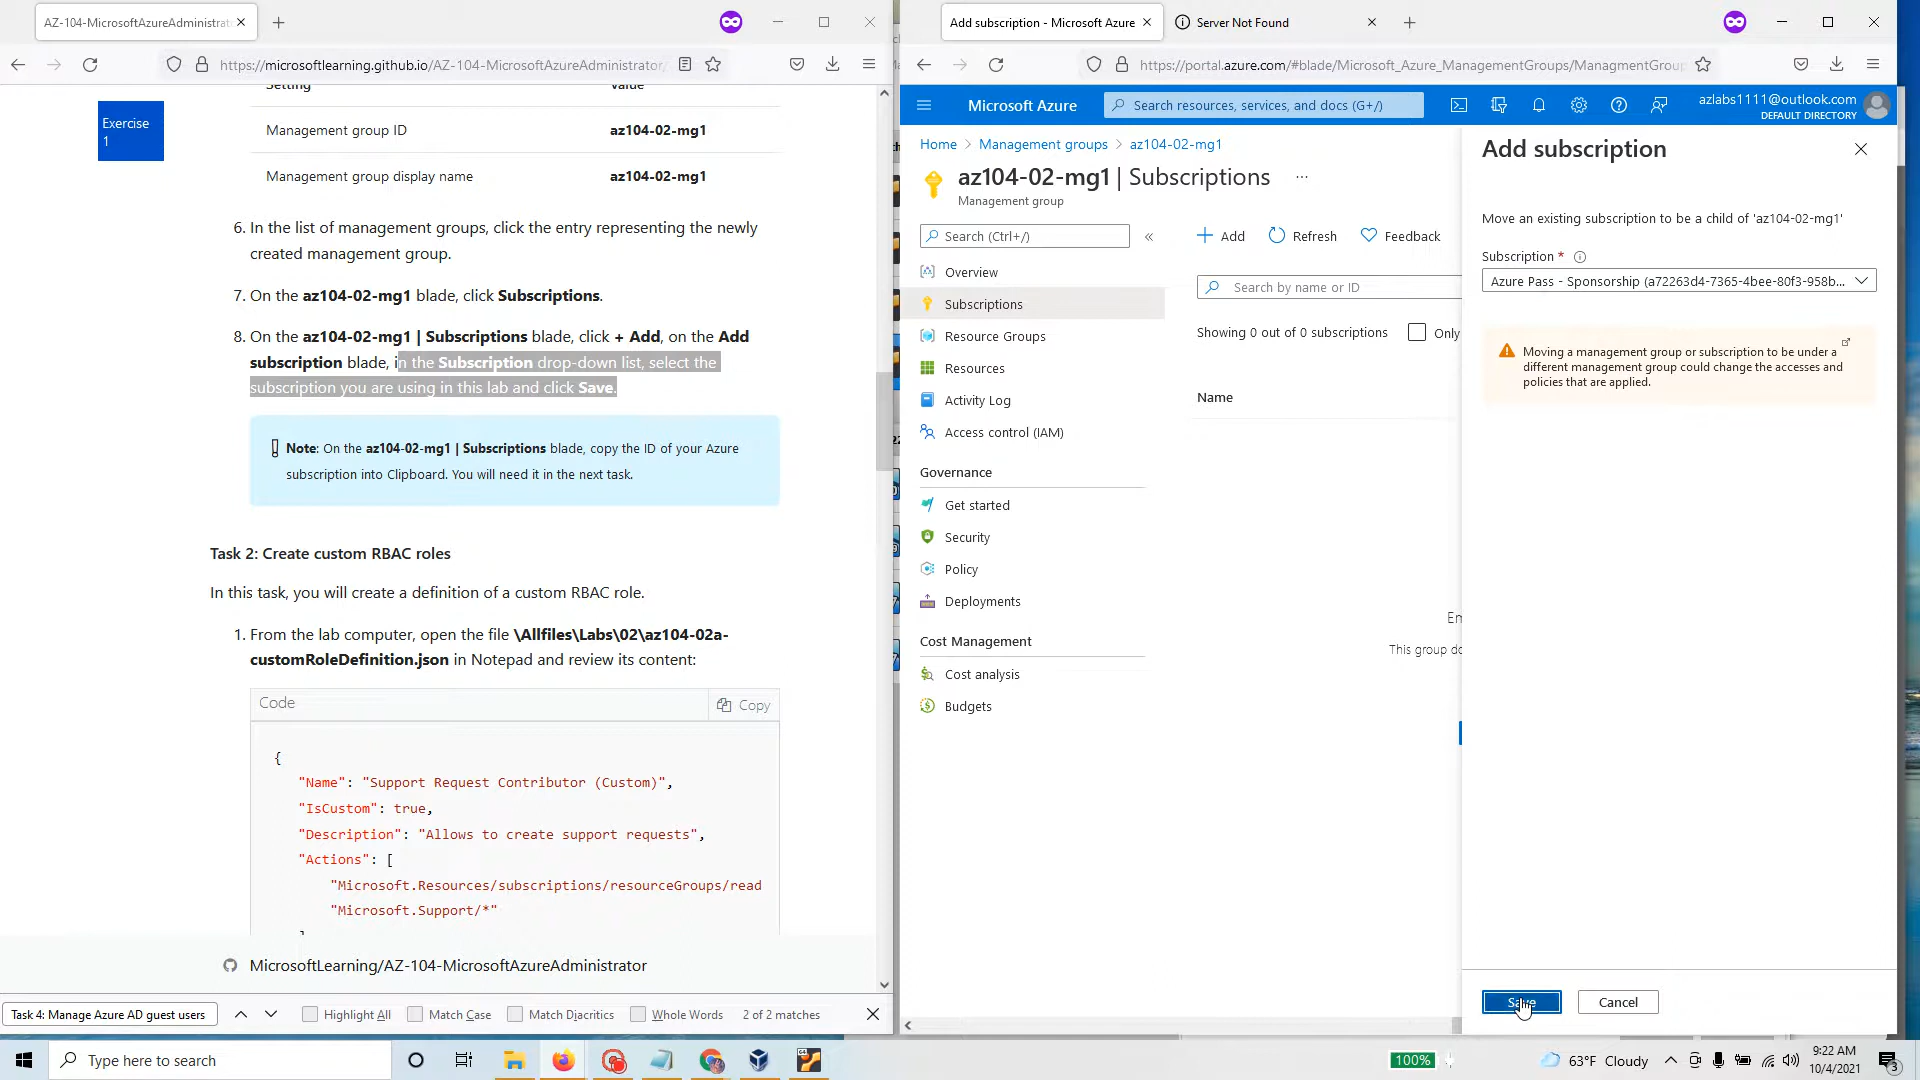 AZ-104-MicrosoftAzureAdministrat
https://microsoftlearning.github.io/AZ-104-MicrosoftAzureAdministrator/
Exercise
1
Setting Value
Management group ID az104-02-mg1
Management group display name az104-02-mg1
6. In the list of management groups, click the entry representing the newly
created management group.
7. On the az104-02-mg1 blade, click Subscriptions.
8. On the az104-02-mg1 | Subscriptions blade, click + Add, on the Add
subscription blade, in the Subscription drop-down list, select the
subscription you are using in this lab and click Save.
Note: On the az104-02-mg1 | Subscriptions blade, copy the ID of your Azure
subscription into Clipboard. You will need it in the next task.
Task 2: Create custom RBAC roles
In this task, you will create a definition of a custom RBAC role.
1. From the lab computer, open the file \Allfiles\Labs\02\az104-02a-
customRoleDefinition.json in Notepad and review its content:
Code Copy
{
"Name": "Support Request Contributor (Custom)",
"IsCustom": true,
"Description": "Allows to create support requests",
"Actions": [
"Microsoft.Resources/subscriptions/resourceGroups/read
"Microsoft.Support/*"
]
MicrosoftLearning/AZ-104-MicrosoftAzureAdministrator
Task 4: Manage Azure AD guest users Highlight All Match Case Match Diacritics Whole Words 2 of 2 matches
Add subscription - Microsoft Azure Server Not Found
https://portal.azure.com/#blade/Microsoft_Azure_ManagementGroups/ManagmentGroup
Microsoft Azure Search resources, services, and docs (G+/) azlabs1111@outlook.com
DEFAULT DIRECTORY
Home > Management groups > az104-02-mg1
az104-02-mg1 | Subscriptions ...
Management group
Search (Ctrl+/) «
Overview
Subscriptions
Resource Groups
Resources
Activity Log
Access control (IAM)
Governance
Get started
Security
Policy
Deployments
Cost Management
Cost analysis
Budgets
+ Add Refresh Feedback
Search by name or ID
Showing 0 out of 0 subscriptions Only
Name
Em
This group do
Add subscription
Move an existing subscription to be a child of 'az104-02-mg1'
Subscription *
Azure Pass - Sponsorship (a72263d4-7365-4bee-80f3-958b...
Moving a management group or subscription to be under a
different management group could change the accesses and
policies that are applied.
Save Cancel
Type here to search
100%
63°F Cloudy
9:22 AM
10/4/2021
3